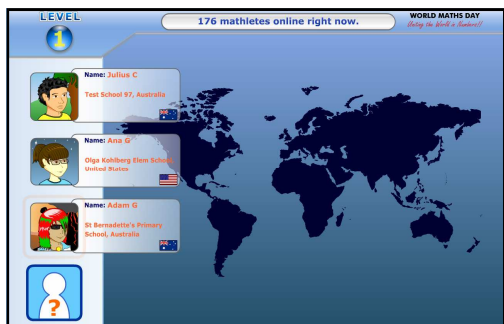 LEVEL
1
176 mathletes online right now.
WORLD MATHS DAY
Uniting the World in Numbers!!
Name: Julius C
Test School 97, Australia
Name: Ana G
Olga Kohlberg Elem School
United States
Name: Adam G
St Bernadette's Primary
School, Australia
?